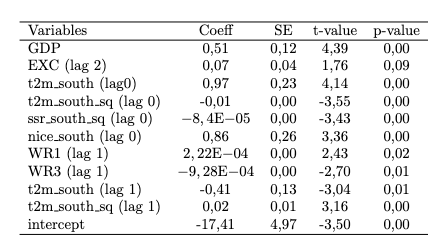 Variables Coeff SE t-value p-value
GDP 0,51 0,12 4,39 0,00
EXC (lag 2) 0,07 0,04 1,76 0,09
t2m_south (lag0) 0,97 0,23 4,14 0,00
t2m_south_sq (lag 0) -0,01 0,00 -3,55 0,00
ssr_south_sq (lag 0) −8,4E−05 0,00 -3,43 0,00
nice_south (lag 0) 0,86 0,26 3,36 0,00
WR1 (lag 1) 2,22E−04 0,00 2,43 0,02
WR3 (lag 1) −9,28E−04 0,00 -2,70 0,01
t2m_south (lag 1) -0,41 0,13 -3,04 0,01
t2m_south_sq (lag 1) 0,02 0,01 3,16 0,00
intercept -17,41 4,97 -3,50 0,00